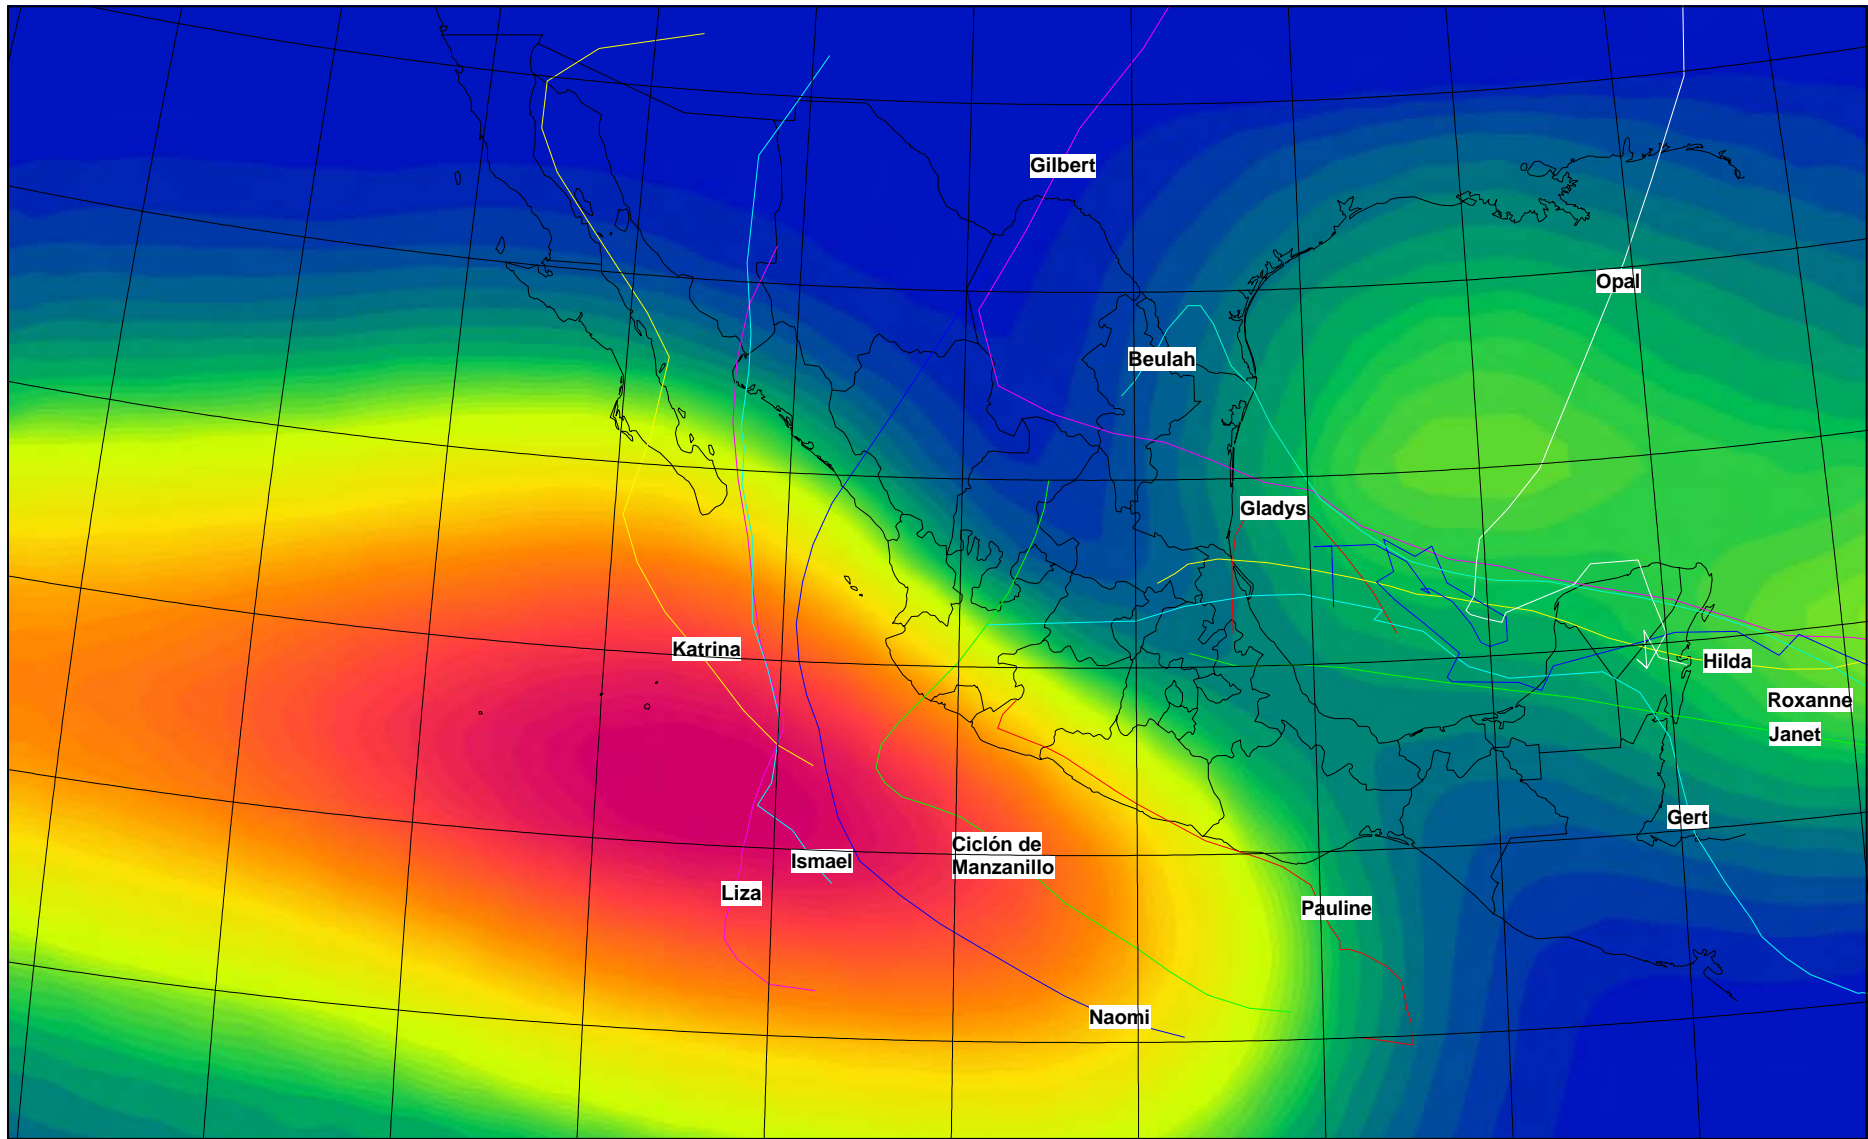 Gilbert
Opal
Beulah
Gladys
Katrina
Hilda
Roxanne
Janet
Gert
Ciclón de
Manzanillo
Ismael
Liza
Pauline
Naomi